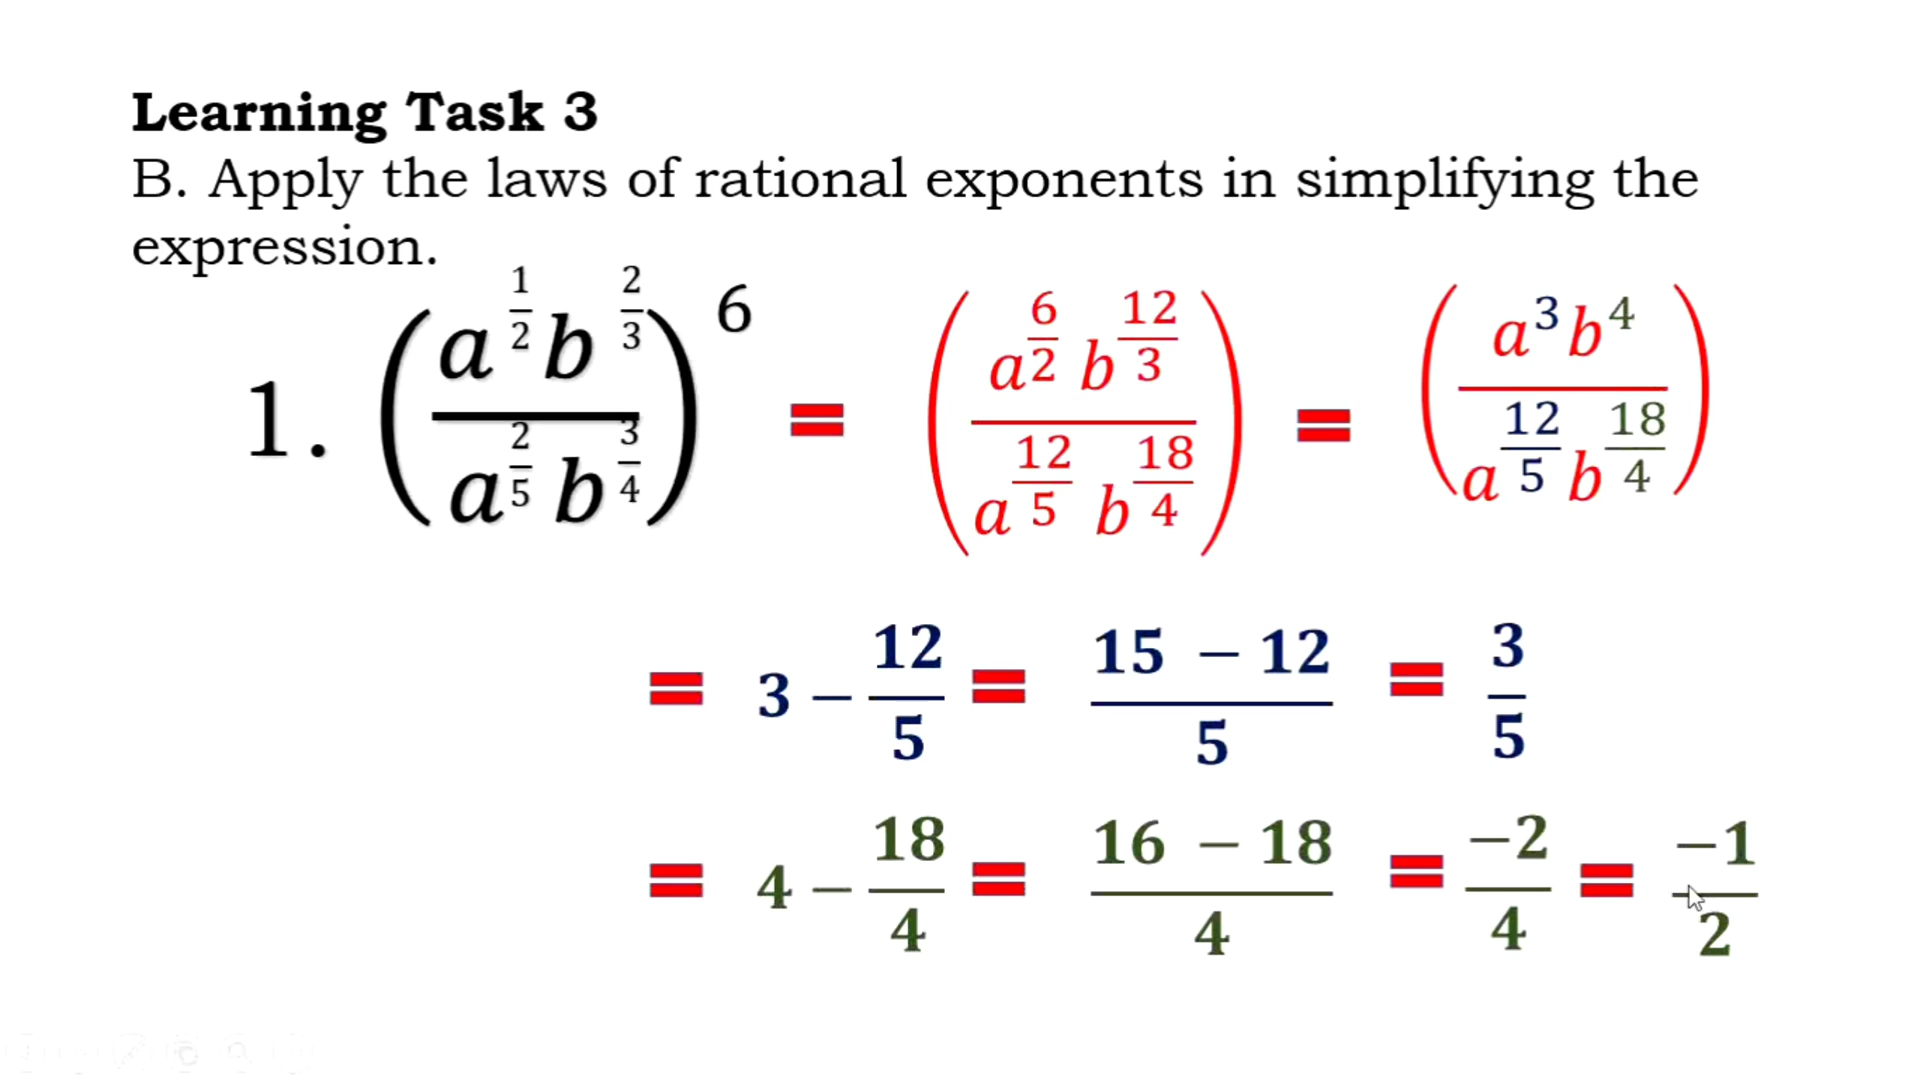 Learning Task 3
B. Apply the laws of rational exponents in simplifying the
expression.
1. (a^{1/2} b^{2/3} / a^{2/5} b^{3/4})^6 = (a^{6/2} b^{12/3} / a^{12/5} b^{18/4}) = (a^3 b^4 / a^{12/5} b^{18/4})
= 3 − 12/5 = (15 − 12)/5 = 3/5
= 4 − 18/4 = (16 − 18)/4 = −2/4 = −1/2